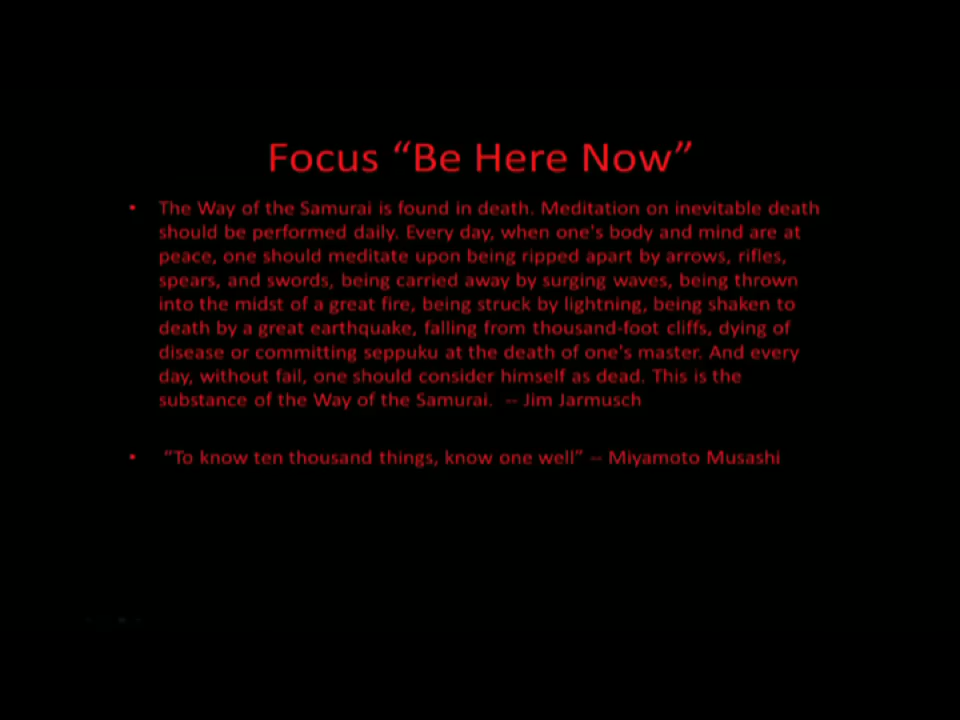 Focus “Be Here Now”
• The Way of the Samurai is found in death. Meditation on inevitable death
should be performed daily. Every day, when one's body and mind are at
peace, one should meditate upon being ripped apart by arrows, rifles,
spears, and swords, being carried away by surging waves, being thrown
into the midst of a great fire, being struck by lightning, being shaken to
death by a great earthquake, falling from thousand-foot cliffs, dying of
disease or committing seppuku at the death of one's master. And every
day, without fail, one should consider himself as dead. This is the
substance of the Way of the Samurai. -- Jim Jarmusch
• “To know ten thousand things, know one well” -- Miyamoto Musashi